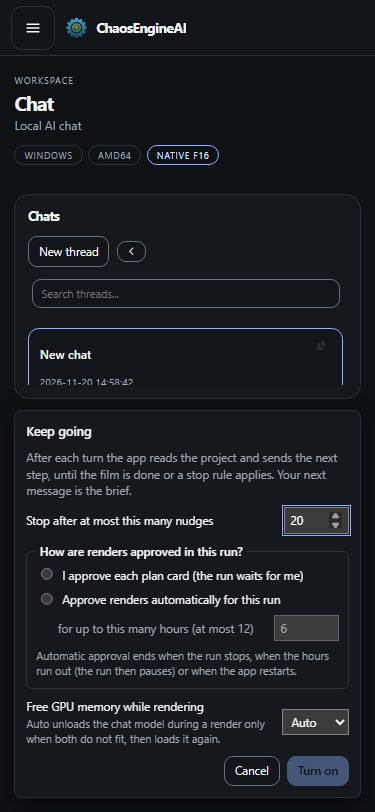 ChaosEngineAI
WORKSPACE
Chat
Local AI chat
WINDOWS
AMD64
NATIVE F16
Chats
New thread
Search threads...
New chat
2026-11-20 14:58:42
Keep going
After each turn the app reads the project and sends the next
step, until the film is done or a stop rule applies. Your next
message is the brief.
Stop after at most this many nudges
20
How are renders approved in this run?
I approve each plan card (the run waits for me)
Approve renders automatically for this run
for up to this many hours (at most 12)
6
Automatic approval ends when the run stops, when the hours
run out (the run then pauses) or when the app restarts.
Free GPU memory while rendering
Auto unloads the chat model during a render only
when both do not fit, then loads it again.
Auto
Cancel
Turn on